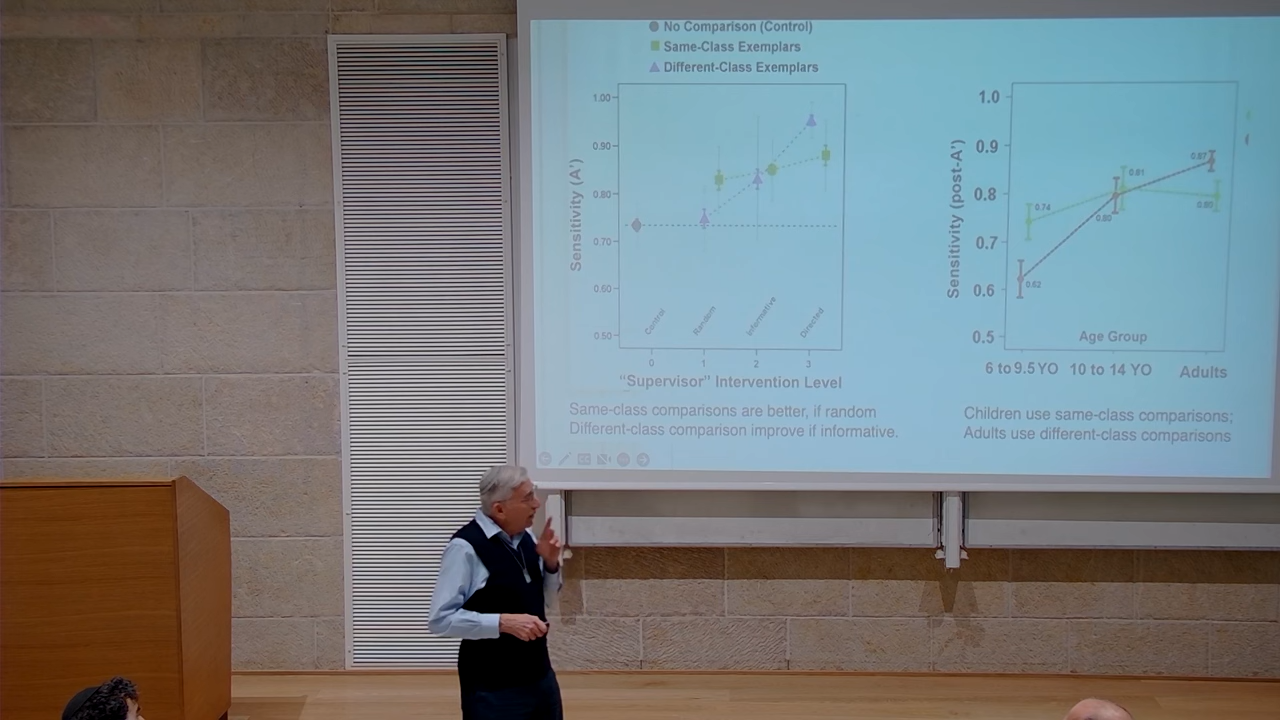 No Comparison (Control)
Same-Class Exemplars
Different-Class Exemplars
Sensitivity (A')
1.00
0.90
0.80
0.70
0.60
0.50
Control
Random
Informative
Directed
0
1
2
3
"Supervisor" Intervention Level
Same-class comparisons are better, if random
Different-class comparison improve if informative.
Sensitivity (post-A')
1.0
0.9
0.8
0.7
0.6
0.5
0.74
0.62
0.81
0.80
0.87
0.80
Age Group
6 to 9.5 YO 10 to 14 YO Adults
Children use same-class comparisons;
Adults use different-class comparisons